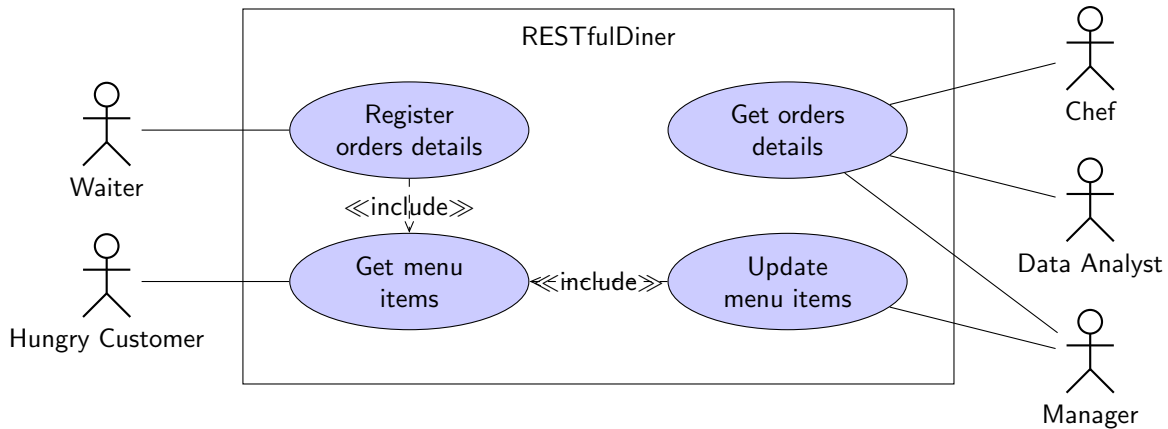 RESTfulDiner
Register
orders details
Get orders
details
Chef
Waiter
≪include≫
Get menu
items
≪include≫
Update
menu items
Data Analyst
Hungry Customer
Manager